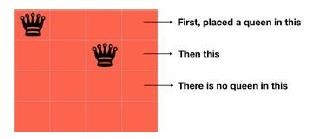 First, placed a queen in this
Then this
There is no queen in this